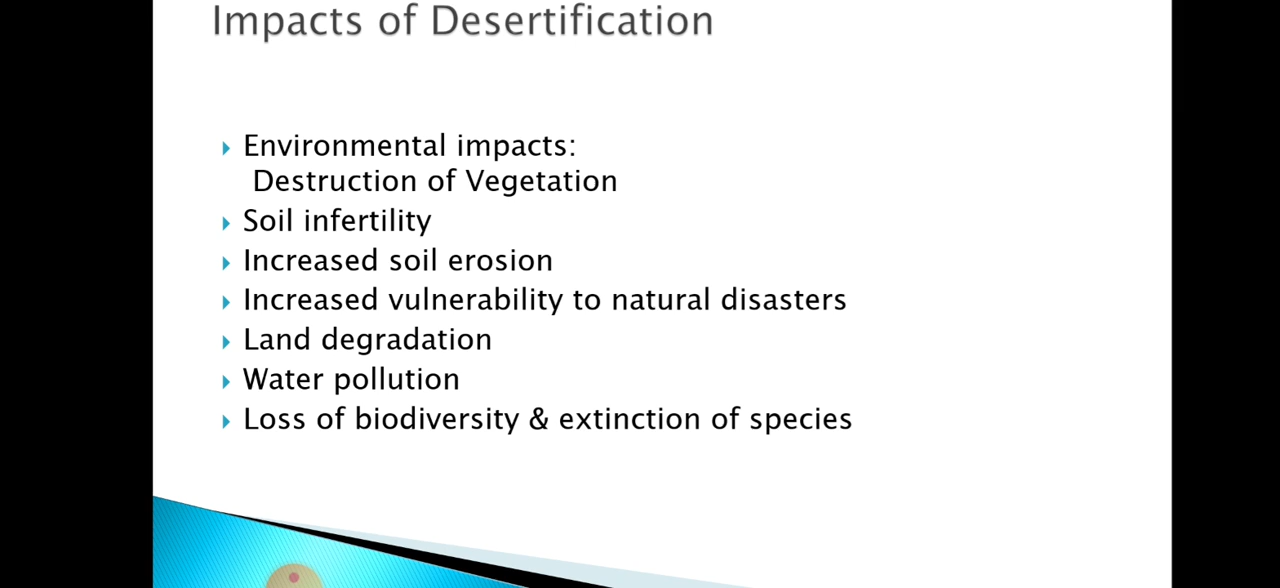 Impacts of Desertification
Environmental impacts:
Destruction of Vegetation
Soil infertility
Increased soil erosion
Increased vulnerability to natural disasters
Land degradation
Water pollution
Loss of biodiversity & extinction of species